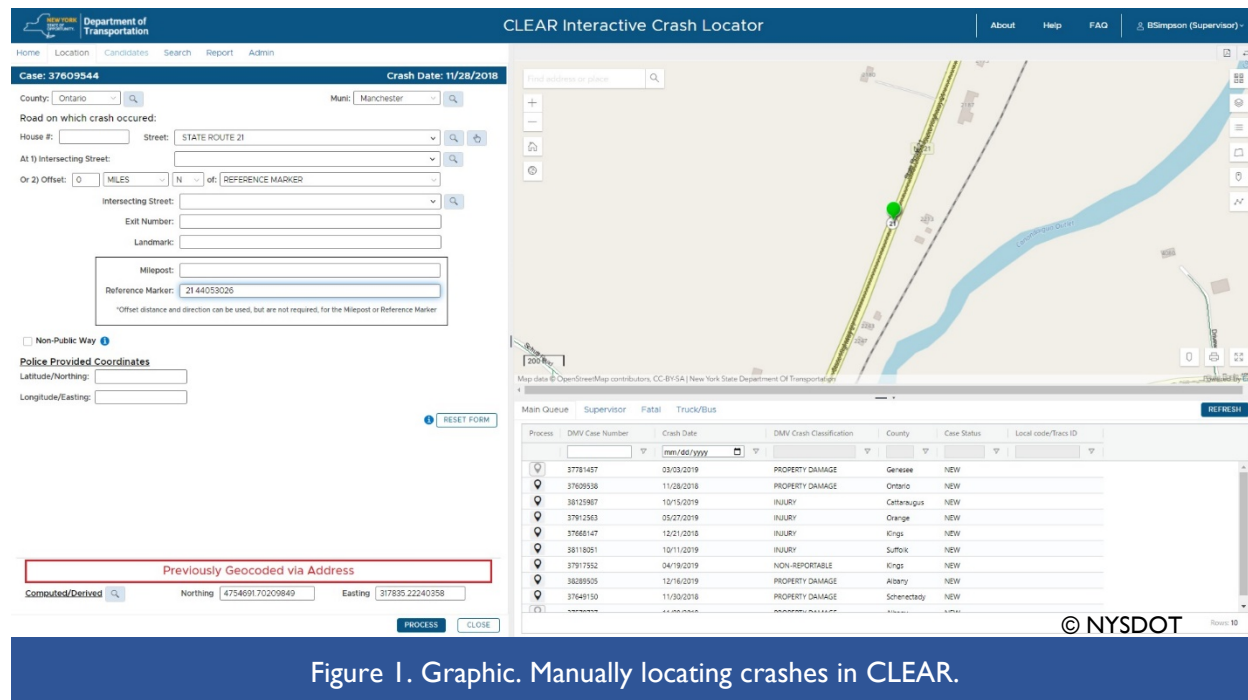 NEW YORK STATE OF OPPORTUNITY.
Department of
Transportation
CLEAR Interactive Crash Locator
About Help FAQ BSimpson (Supervisor)
Home Location Candidates Search Report Admin
Case: 37609544 Crash Date: 11/28/2018
County: Ontario Muni: Manchester
Road on which crash occured:
House #: Street: STATE ROUTE 21
At 1) Intersecting Street:
Or 2) Offset: 0 MILES N of: REFERENCE MARKER
Intersecting Street:
Exit Number:
Landmark:
Milepost:
Reference Marker: 21 44053026
*Offset distance and direction can be used, but are not required, for the Milepost or Reference Marker
Non-Public Way
Police Provided Coordinates
Latitude/Northing:
Longitude/Easting:
RESET FORM
Previously Geocoded via Address
Computed/Derived Northing 4754691.70209849 Easting 317835.22240358
PROCESS CLOSE
Find address or place
21
21
Map data © OpenStreetMap contributors, CC-BY-SA | New York State Department Of Transportation
Main Queue Supervisor Fatal Truck/Bus REFRESH
Process DMV Case Number Crash Date DMV Crash Classification County Case Status Local code/Tracs ID
mm/dd/yyyy
37781457 03/03/2019 PROPERTY DAMAGE Genesee NEW
37609538 11/28/2018 PROPERTY DAMAGE Ontario NEW
38125987 10/15/2019 INJURY Cattaraugus NEW
37912563 05/27/2019 INJURY Orange NEW
37668147 12/21/2018 INJURY Kings NEW
38118051 10/11/2019 INJURY Suffolk NEW
37917552 04/19/2019 NON-REPORTABLE Kings NEW
38289505 12/16/2019 PROPERTY DAMAGE Albany NEW
37649150 11/30/2018 PROPERTY DAMAGE Schenectady NEW
© NYSDOT
Rows: 10
Figure 1. Graphic. Manually locating crashes in CLEAR.